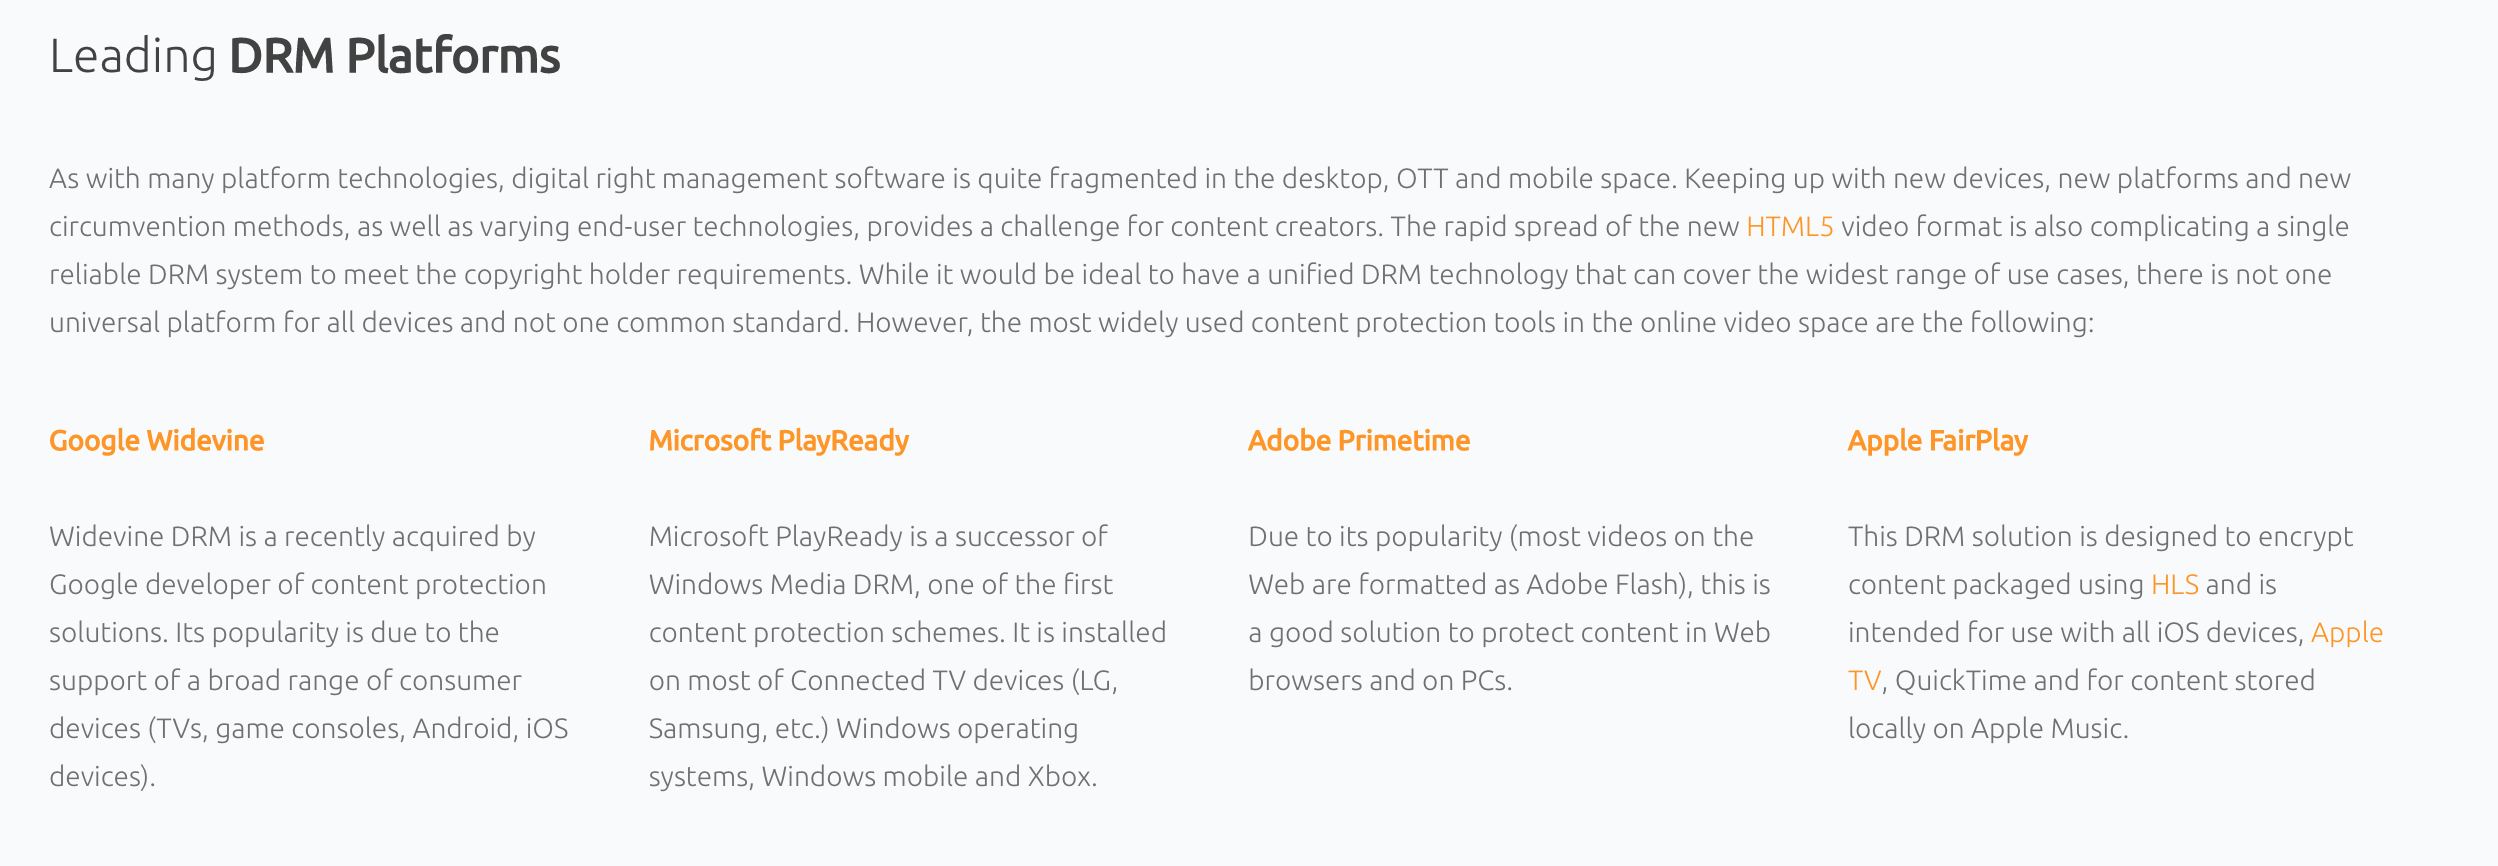 Leading DRM Platforms
As with many platform technologies, digital right management software is quite fragmented in the desktop, OTT and mobile space. Keeping up with new devices, new platforms and new
circumvention methods, as well as varying end-user technologies, provides a challenge for content creators. The rapid spread of the new HTML5 video format is also complicating a single
reliable DRM system to meet the copyright holder requirements. While it would be ideal to have a unified DRM technology that can cover the widest range of use cases, there is not one
universal platform for all devices and not one common standard. However, the most widely used content protection tools in the online video space are the following:
Google Widevine
Widevine DRM is a recently acquired by
Google developer of content protection
solutions. Its popularity is due to the
support of a broad range of consumer
devices (TVs, game consoles, Android, iOS
devices).
Microsoft PlayReady
Microsoft PlayReady is a successor of
Windows Media DRM, one of the first
content protection schemes. It is installed
on most of Connected TV devices (LG,
Samsung, etc.) Windows operating
systems, Windows mobile and Xbox.
Adobe Primetime
Due to its popularity (most videos on the
Web are formatted as Adobe Flash), this is
a good solution to protect content in Web
browsers and on PCs.
Apple FairPlay
This DRM solution is designed to encrypt
content packaged using HLS and is
intended for use with all iOS devices, Apple
TV, QuickTime and for content stored
locally on Apple Music.